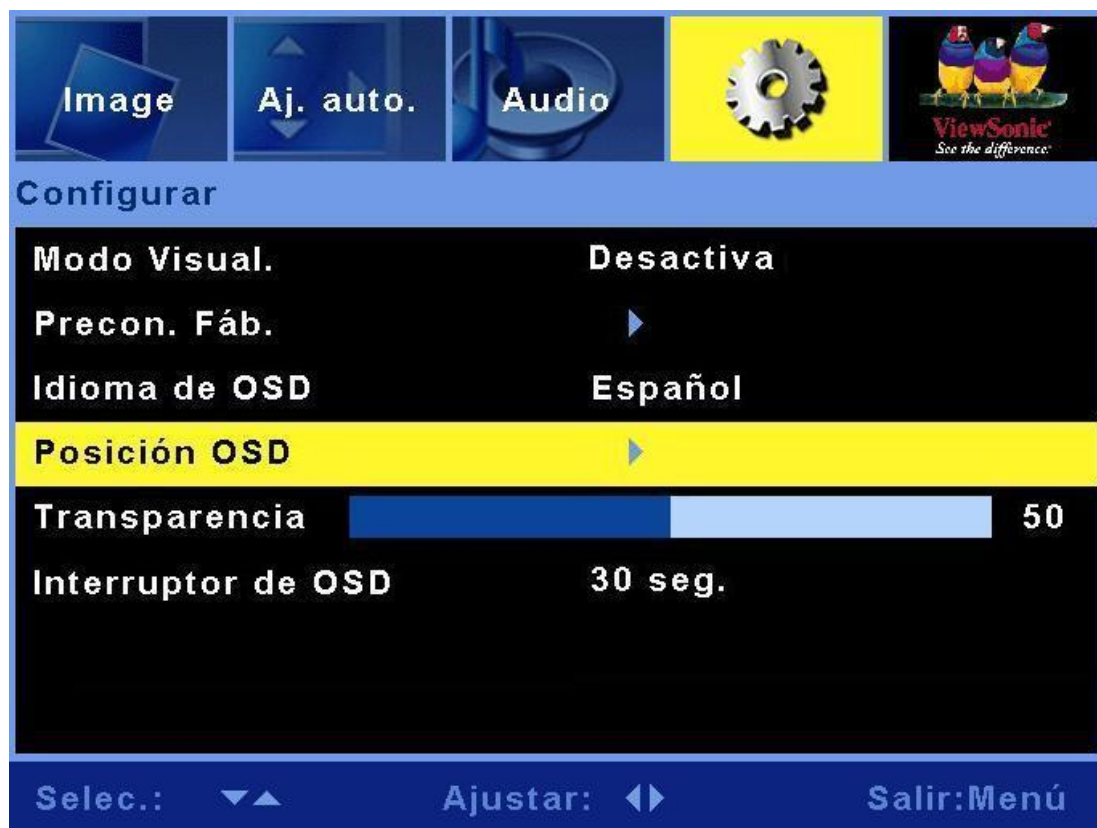 Image Aj. auto. Audio
ViewSonic®
See the difference.™
Configurar
Modo Visual. Desactiva
Precon. Fáb.
Idioma de OSD Español
Posición OSD
Transparencia 50
Interruptor de OSD 30 seg.
Selec.: Ajustar: Salir:Menú